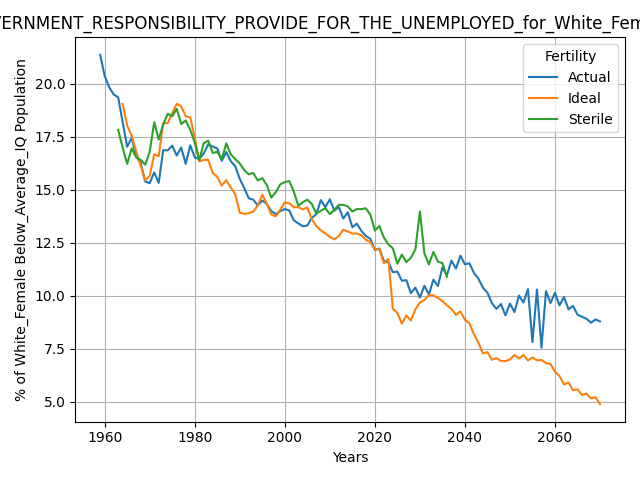 VERNMENT_RESPONSIBILITY_PROVIDE_FOR_THE_UNEMPLOYED_for_White_Fem
Fertility
Actual
Ideal
Sterile
% of White_Female Below_Average_IQ Population
20.0
17.5
15.0
12.5
10.0
7.5
5.0
1960 1980 2000 2020 2040 2060
Years